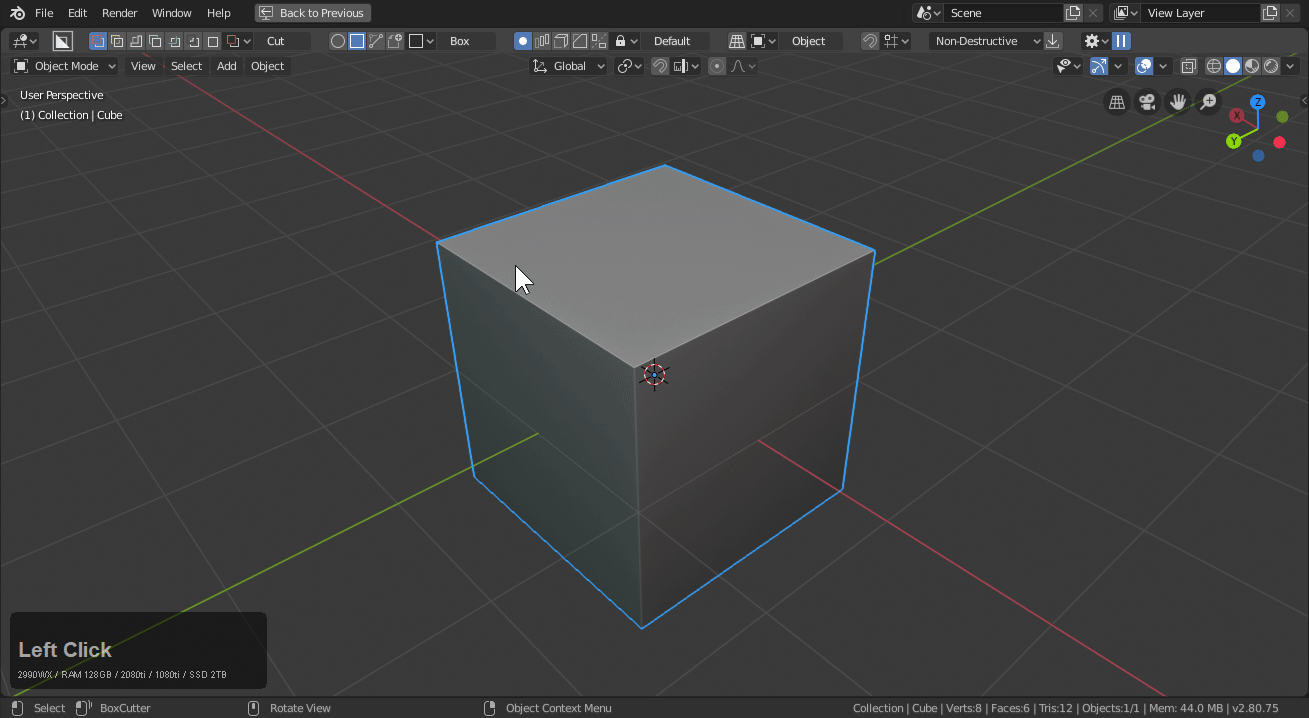 File Edit Render Window Help Back to Previous Scene View Layer
Cut Box Default Object Non-Destructive
Object Mode View Select Add Object Global
User Perspective
(1) Collection | Cube
Z
X
Y
Left Click
2990WX / RAM 128GB / 2080ti / 1080ti / SSD 2TB
Select BoxCutter Rotate View Object Context Menu Collection | Cube | Verts:8 | Faces:6 | Tris:12 | Objects:1/1 | Mem: 44.0 MB | v2.80.75